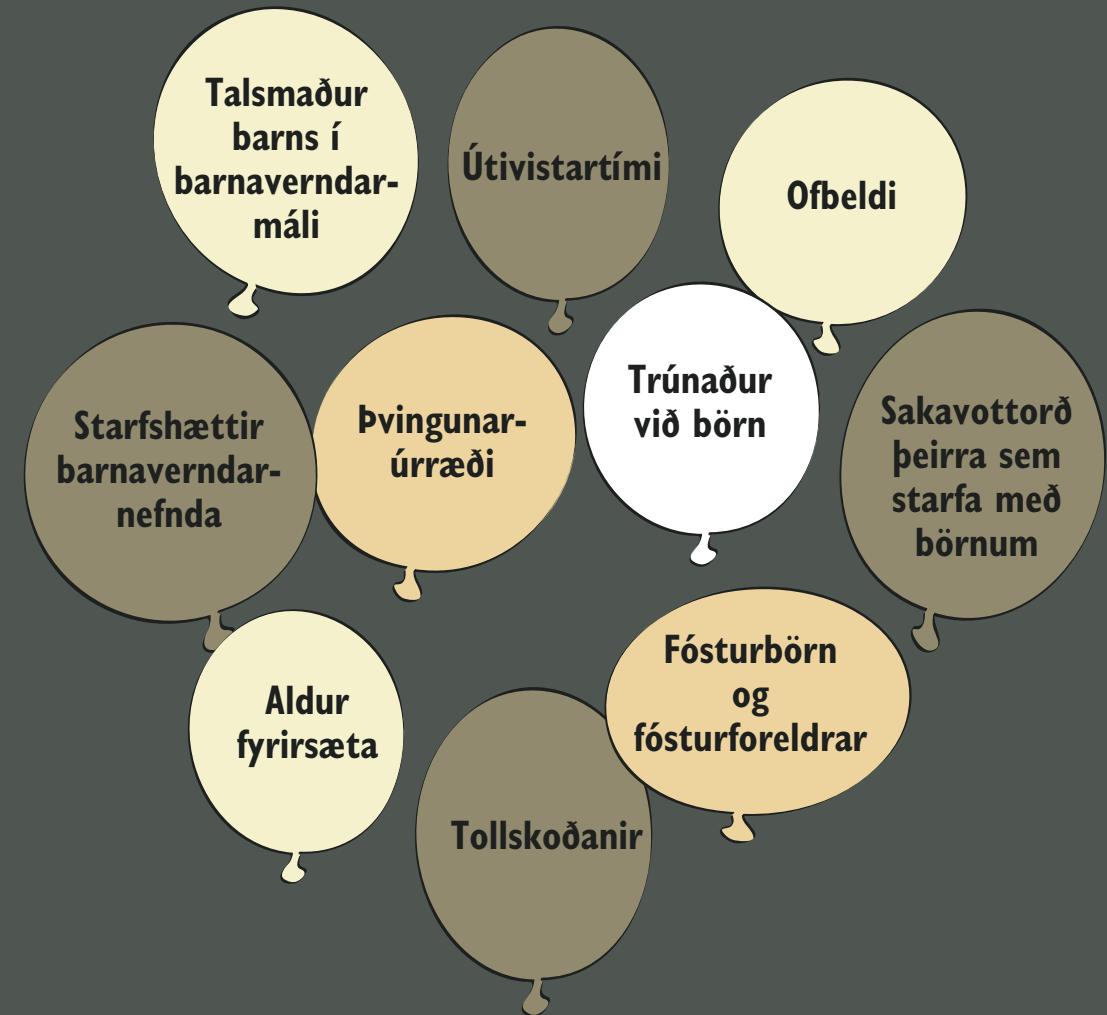 Talsmaður
barns í
barnaverndar-
máli
Útivistartími
Ofbeldi
Starfshættir
barnaverndar-
nefnda
Þvingunar-
úrræði
Trúnaður
við börn
Sakavottorð
þeirra sem
starfa með
börnum
Aldur
fyrirsæta
Tollskoðanir
Fósturbörn
og
fósturforeldrar